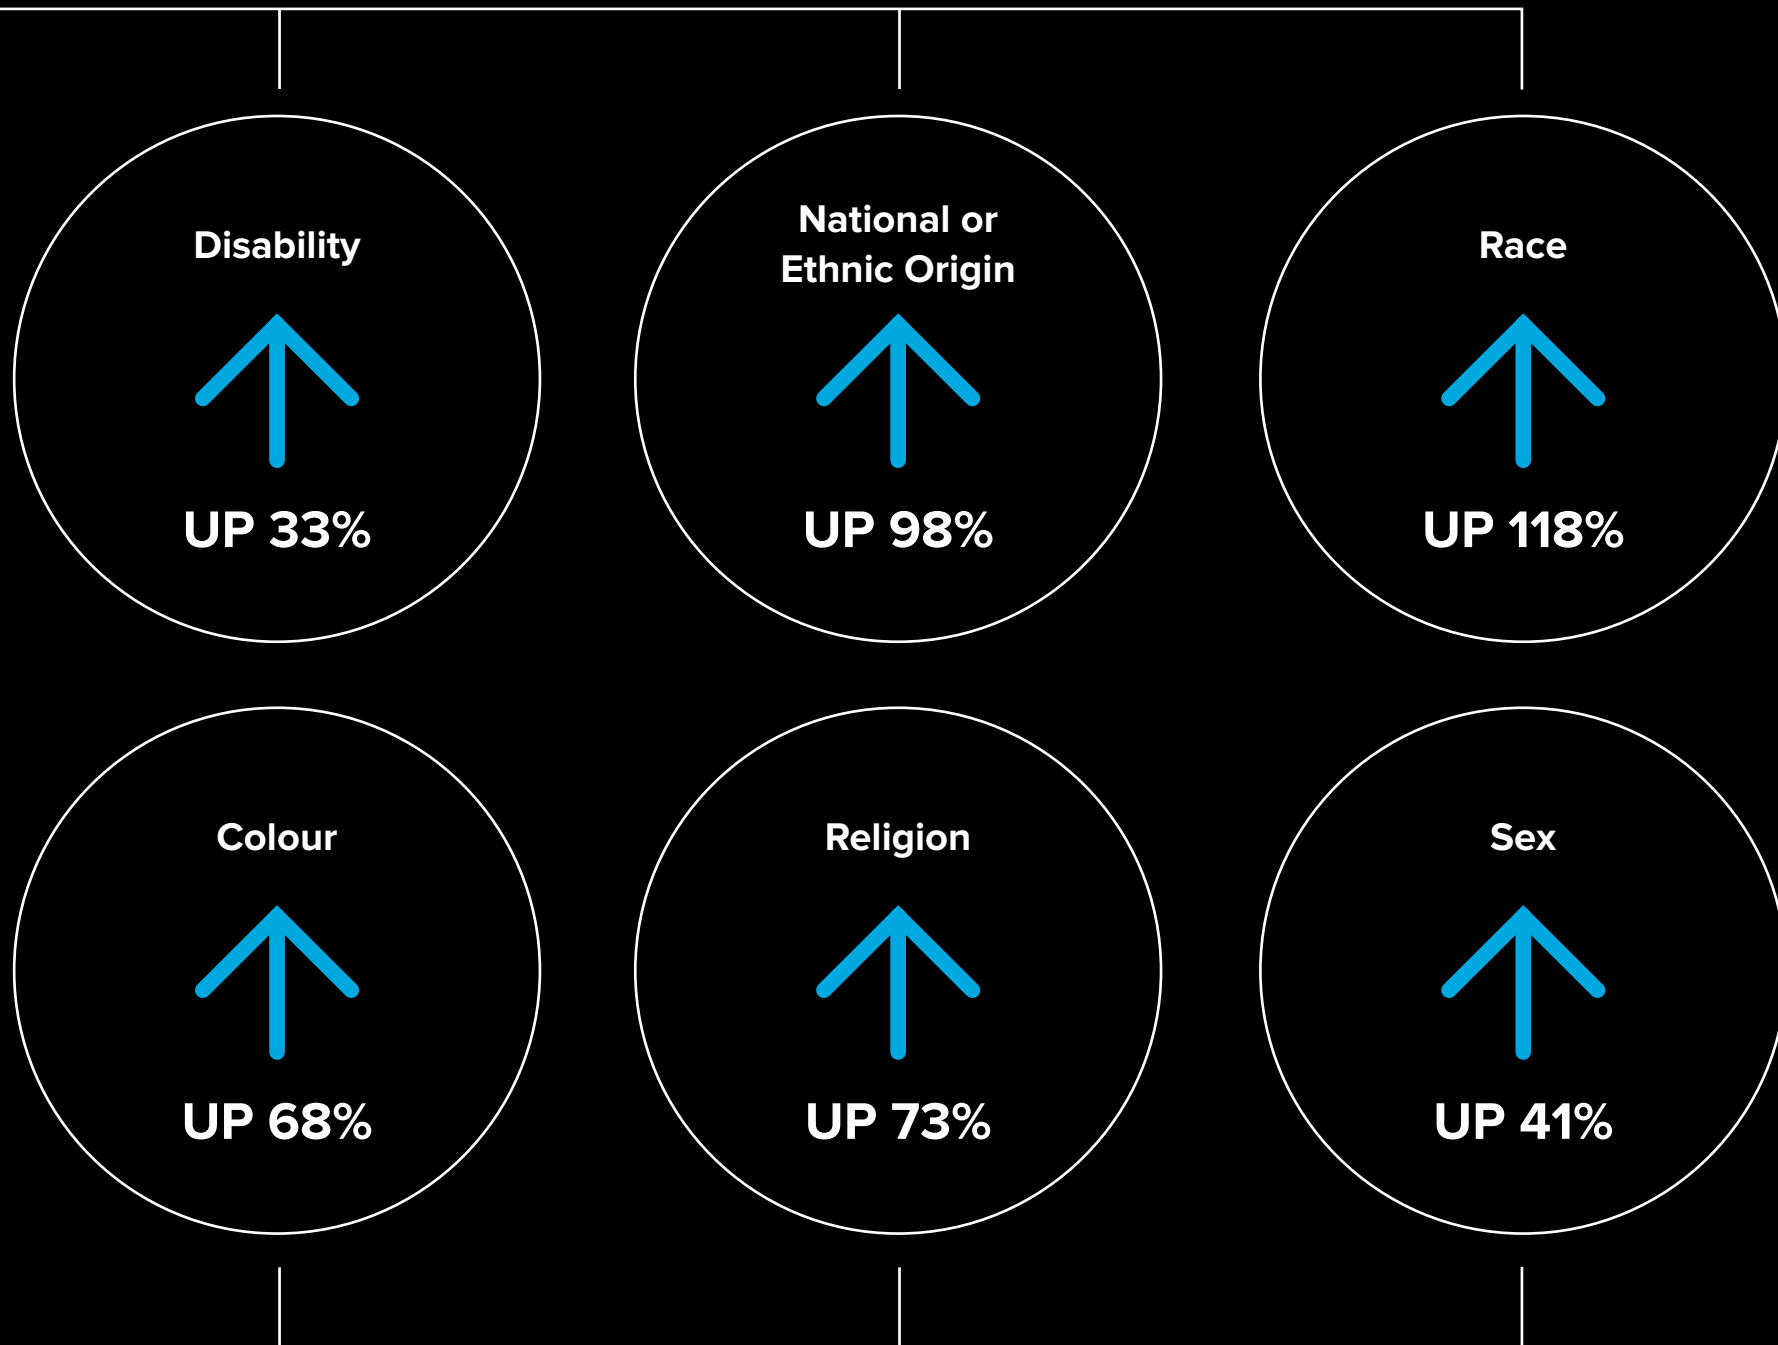 Disability
UP 33%
National or
Ethnic Origin
UP 98%
Race
UP 118%
Colour
UP 68%
Religion
UP 73%
Sex
UP 41%